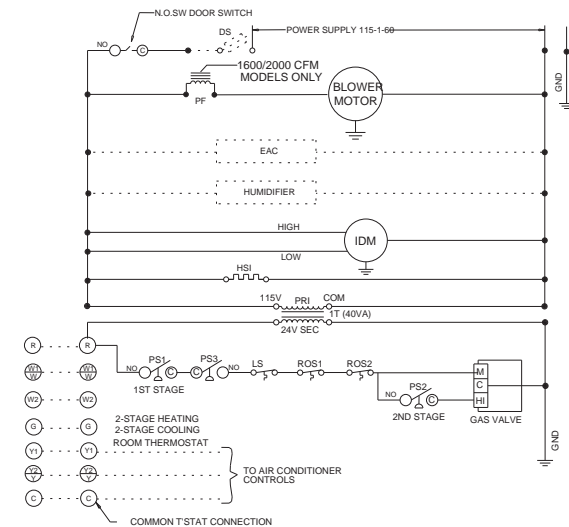 N.O.SW DOOR SWITCH
DS
POWER SUPPLY 115-1-60
NO
C
1600/2000 CFM
MODELS ONLY
PF
BLOWER
MOTOR
GND
EAC
HUMIDIFIER
HIGH
IDM
LOW
HSI
115V
PRI
COM
1T (40VA)
24V SEC
R
R
PS1
PS3
NO
C
C
NO
LS
ROS1
ROS2
1ST STAGE
M
C
HI
W1
W
W1
W
PS2
NO
C
2ND STAGE
GAS VALVE
W2
W2
G
G
2-STAGE HEATING
2-STAGE COOLING
ROOM THERMOSTAT
GND
Y1
Y1
Y2
Y
Y2
Y
TO AIR CONDITIONER
CONTROLS
C
C
COMMON T'STAT CONNECTION